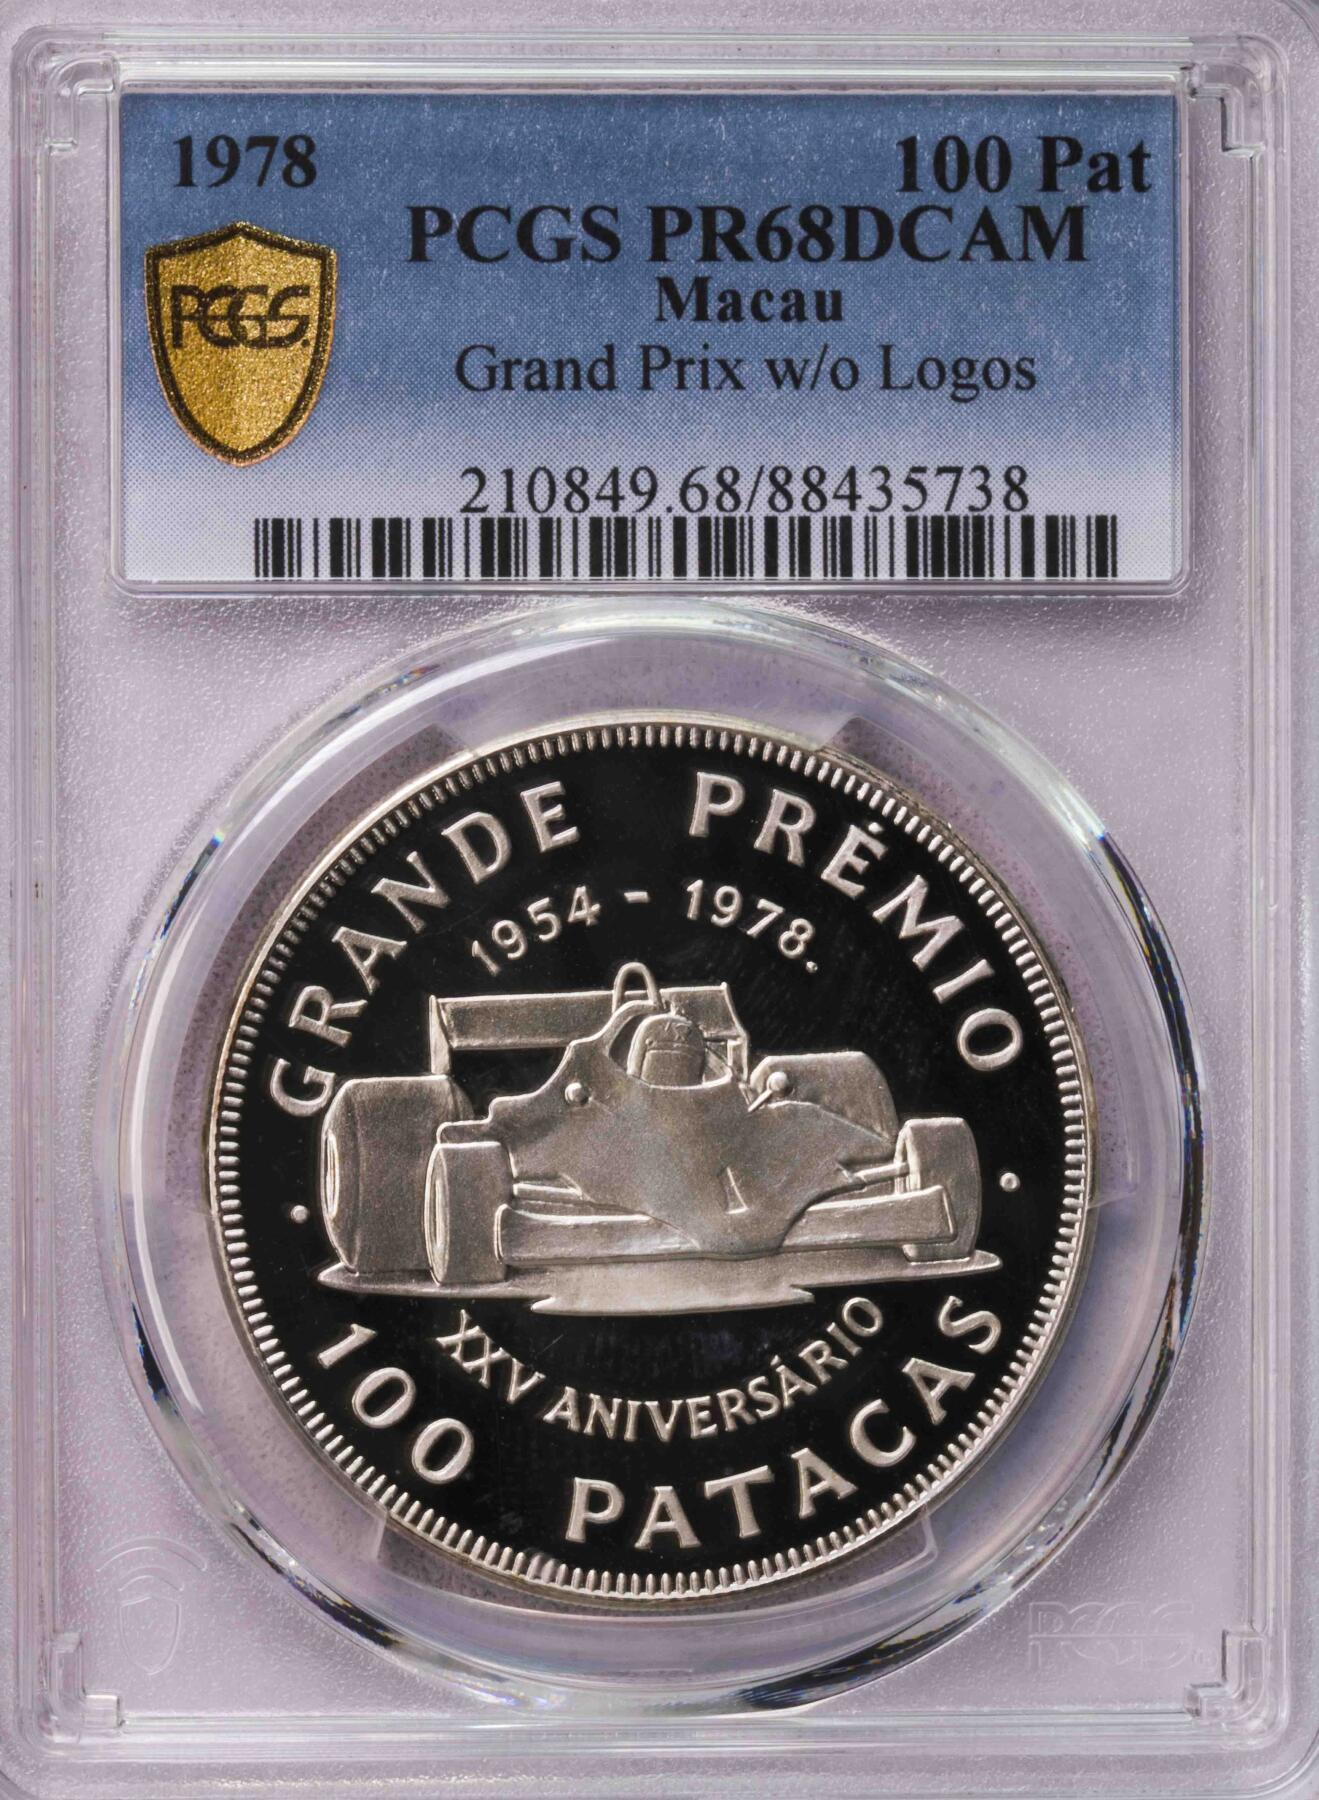 1978
100 Pat
PCGS PR68DCAM
Macau
PCGS
Grand Prix w/o Logos
210849.68/88435738
GRANDE PRÉMIO
1954 - 1978.
XXV ANIVERSÁRIO
100 PATACAS
PCGS